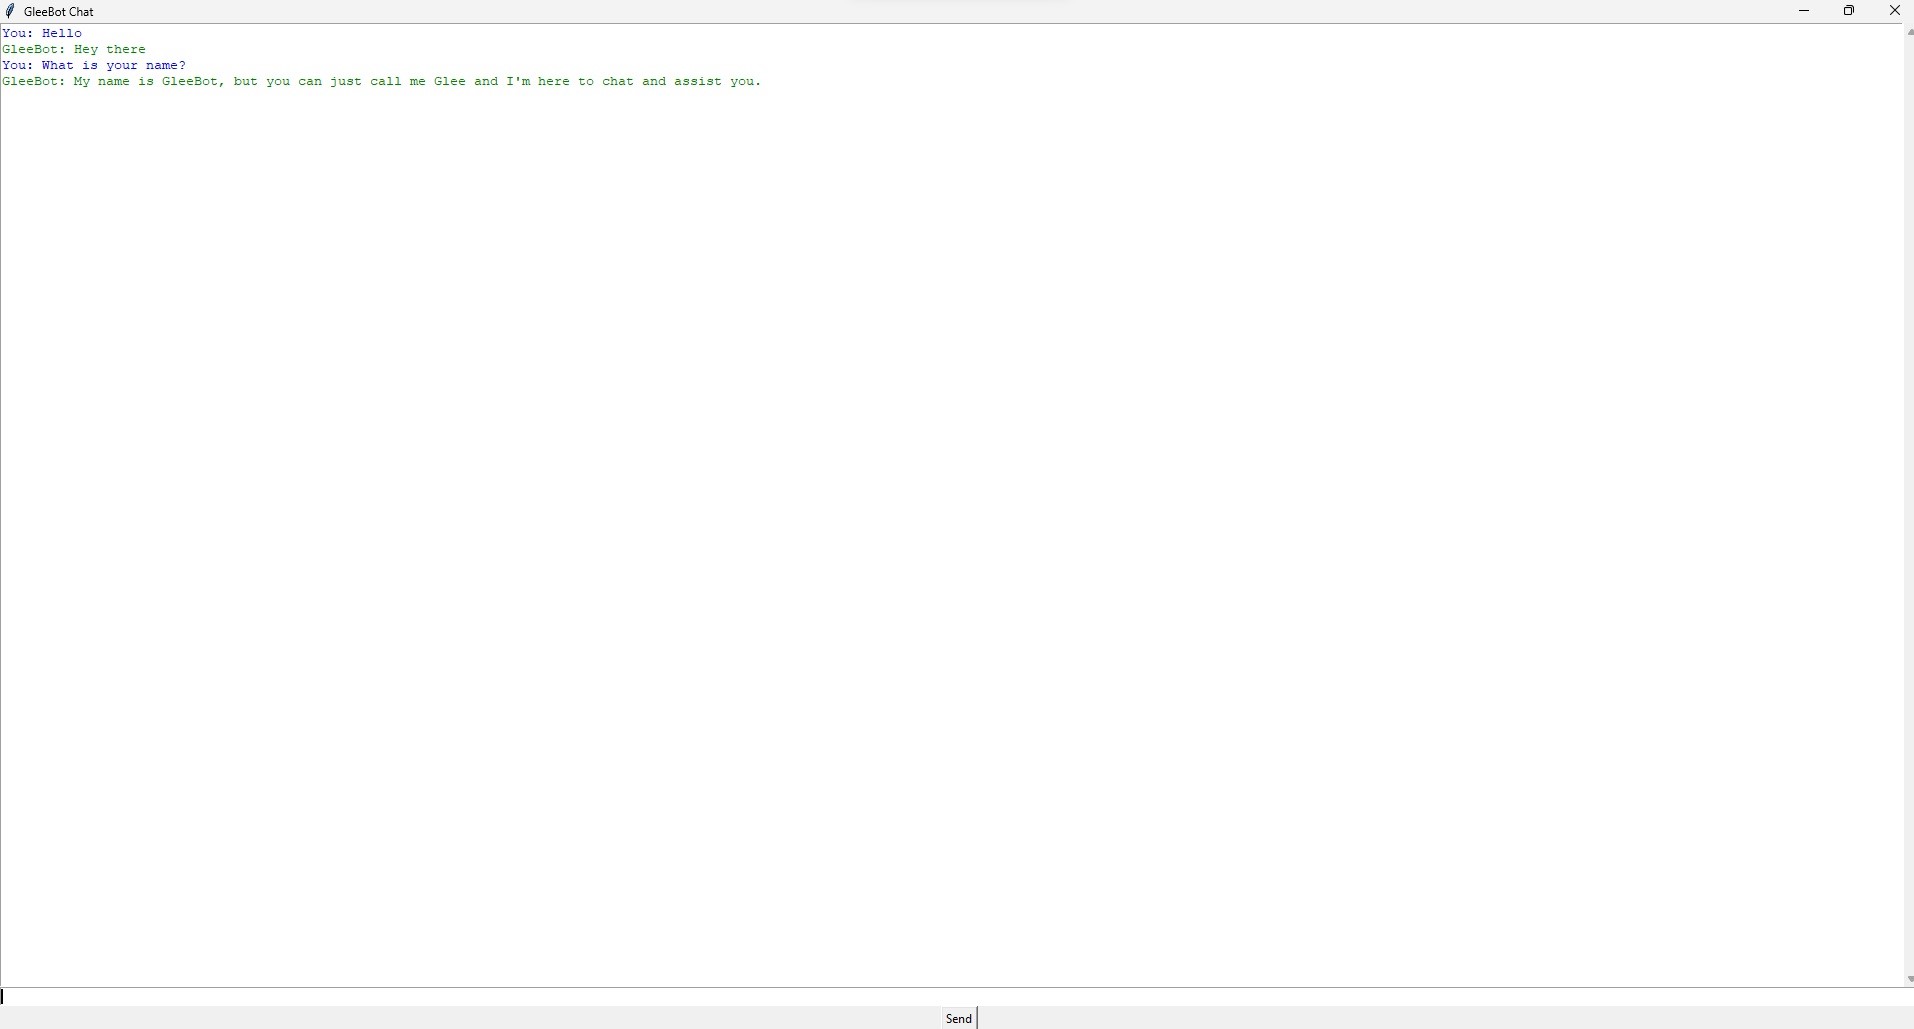 GleeBot Chat
You: Hello
GleeBot: Hey there
You: What is your name?
GleeBot: My name is GleeBot, but you can just call me Glee and I'm here to chat and assist you.
Send